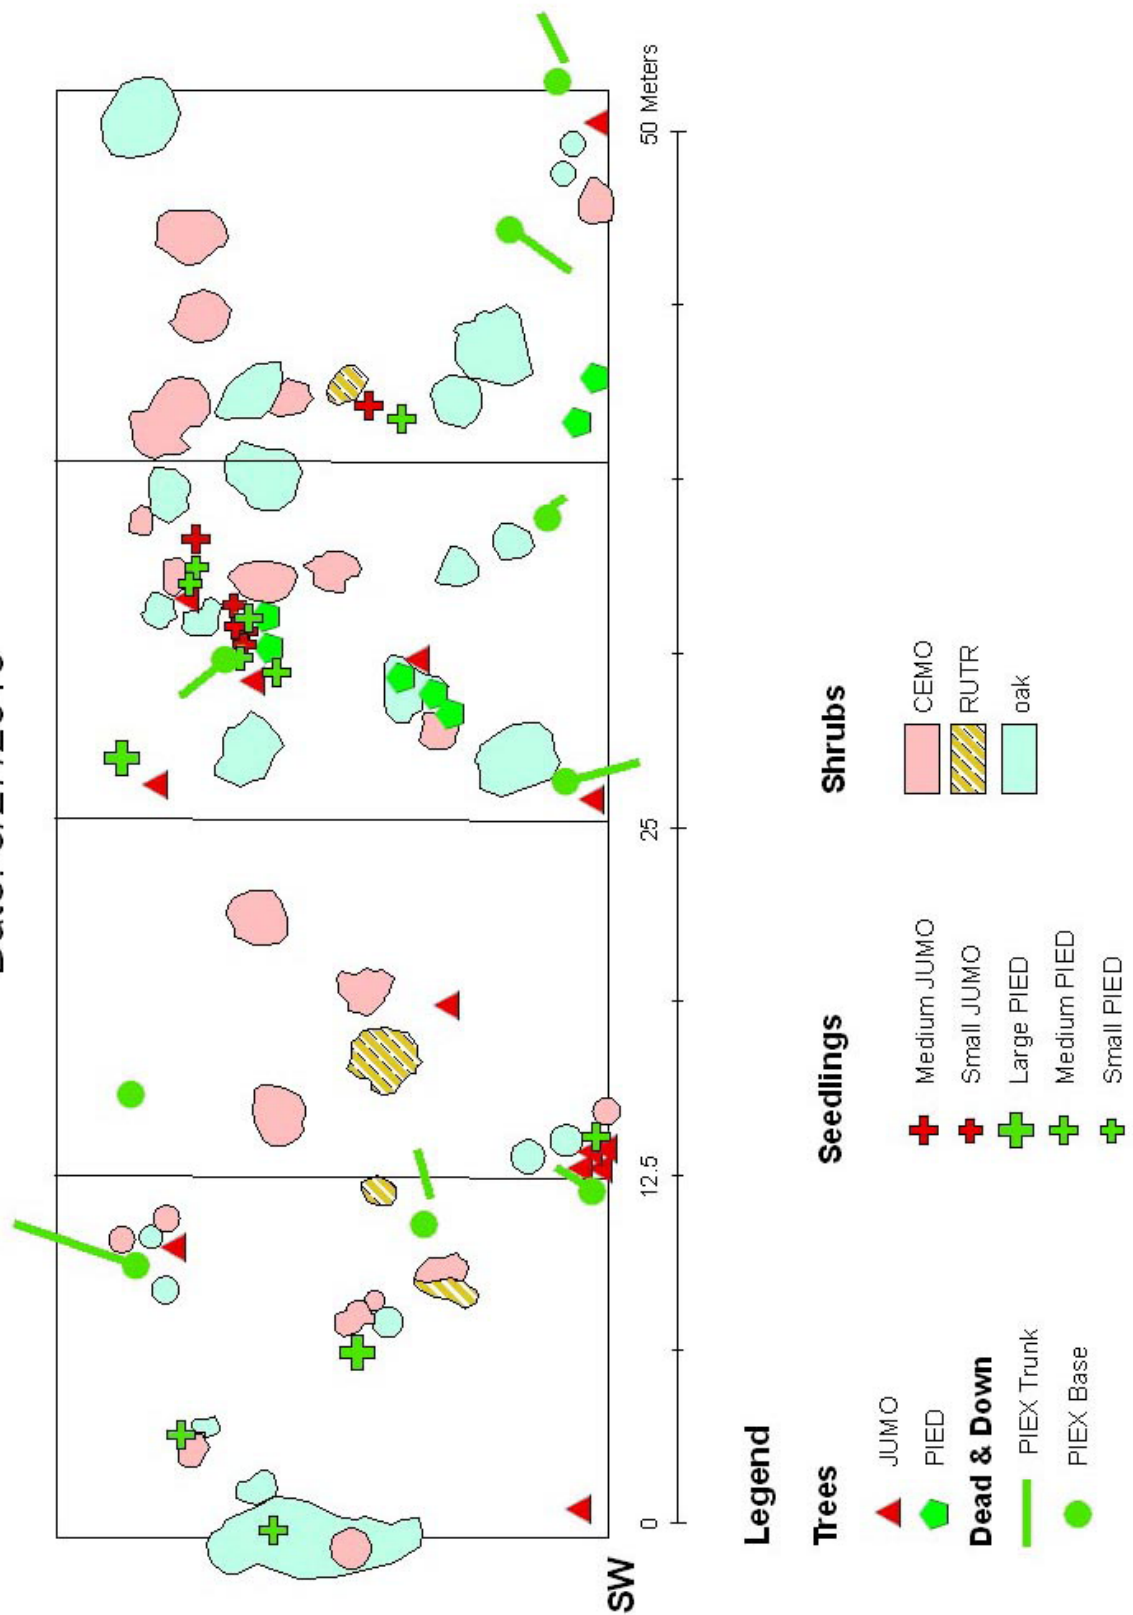 SW
0
12.5
25
50 Meters
Legend
Trees
JUMO
PIED
Dead & Down
PIEX Trunk
PIEX Base
Seedlings
Medium JUMO
Small JUMO
Large PIED
Medium PIED
Small PIED
Shrubs
CEMO
RUTR
oak